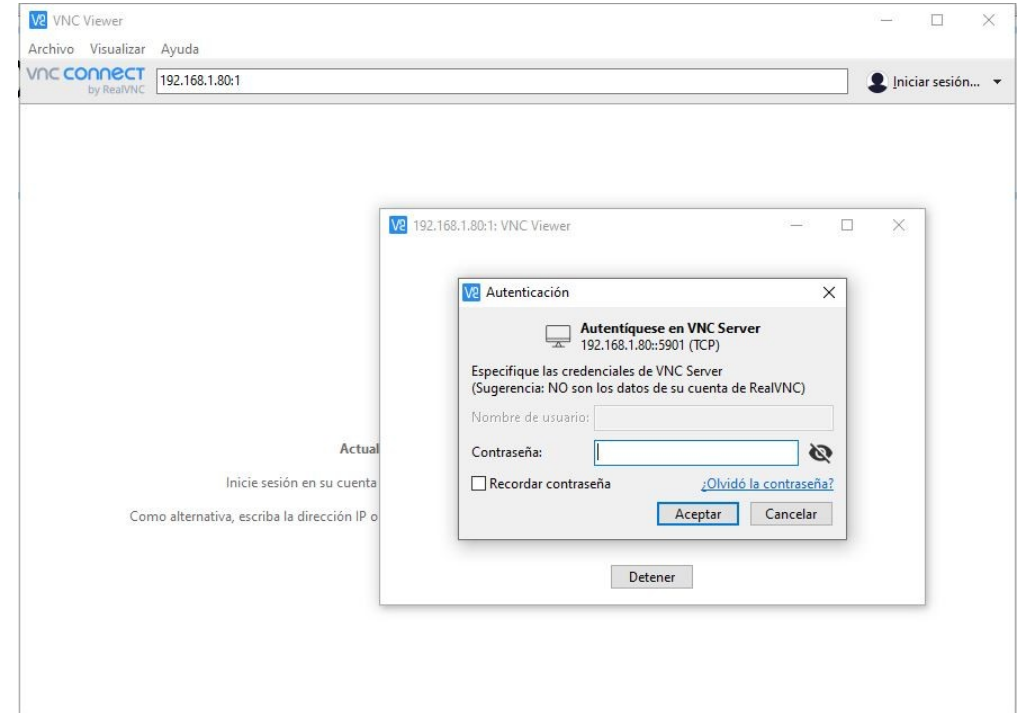 VNC Viewer
Archivo Visualizar Ayuda
vnc connect
by RealVNC
192.168.1.80:1
Iniciar sesión...
192.168.1.80:1: VNC Viewer
Autenticación
Autentíquese en VNC Server
192.168.1.80::5901 (TCP)
Especifique las credenciales de VNC Server
(Sugerencia: NO son los datos de su cuenta de RealVNC)
Nombre de usuario:
Contraseña:
Recordar contraseña ¿Olvidó la contraseña?
Aceptar Cancelar
Detener
Actual
Inicie sesión en su cuenta
Como alternativa, escriba la dirección IP o